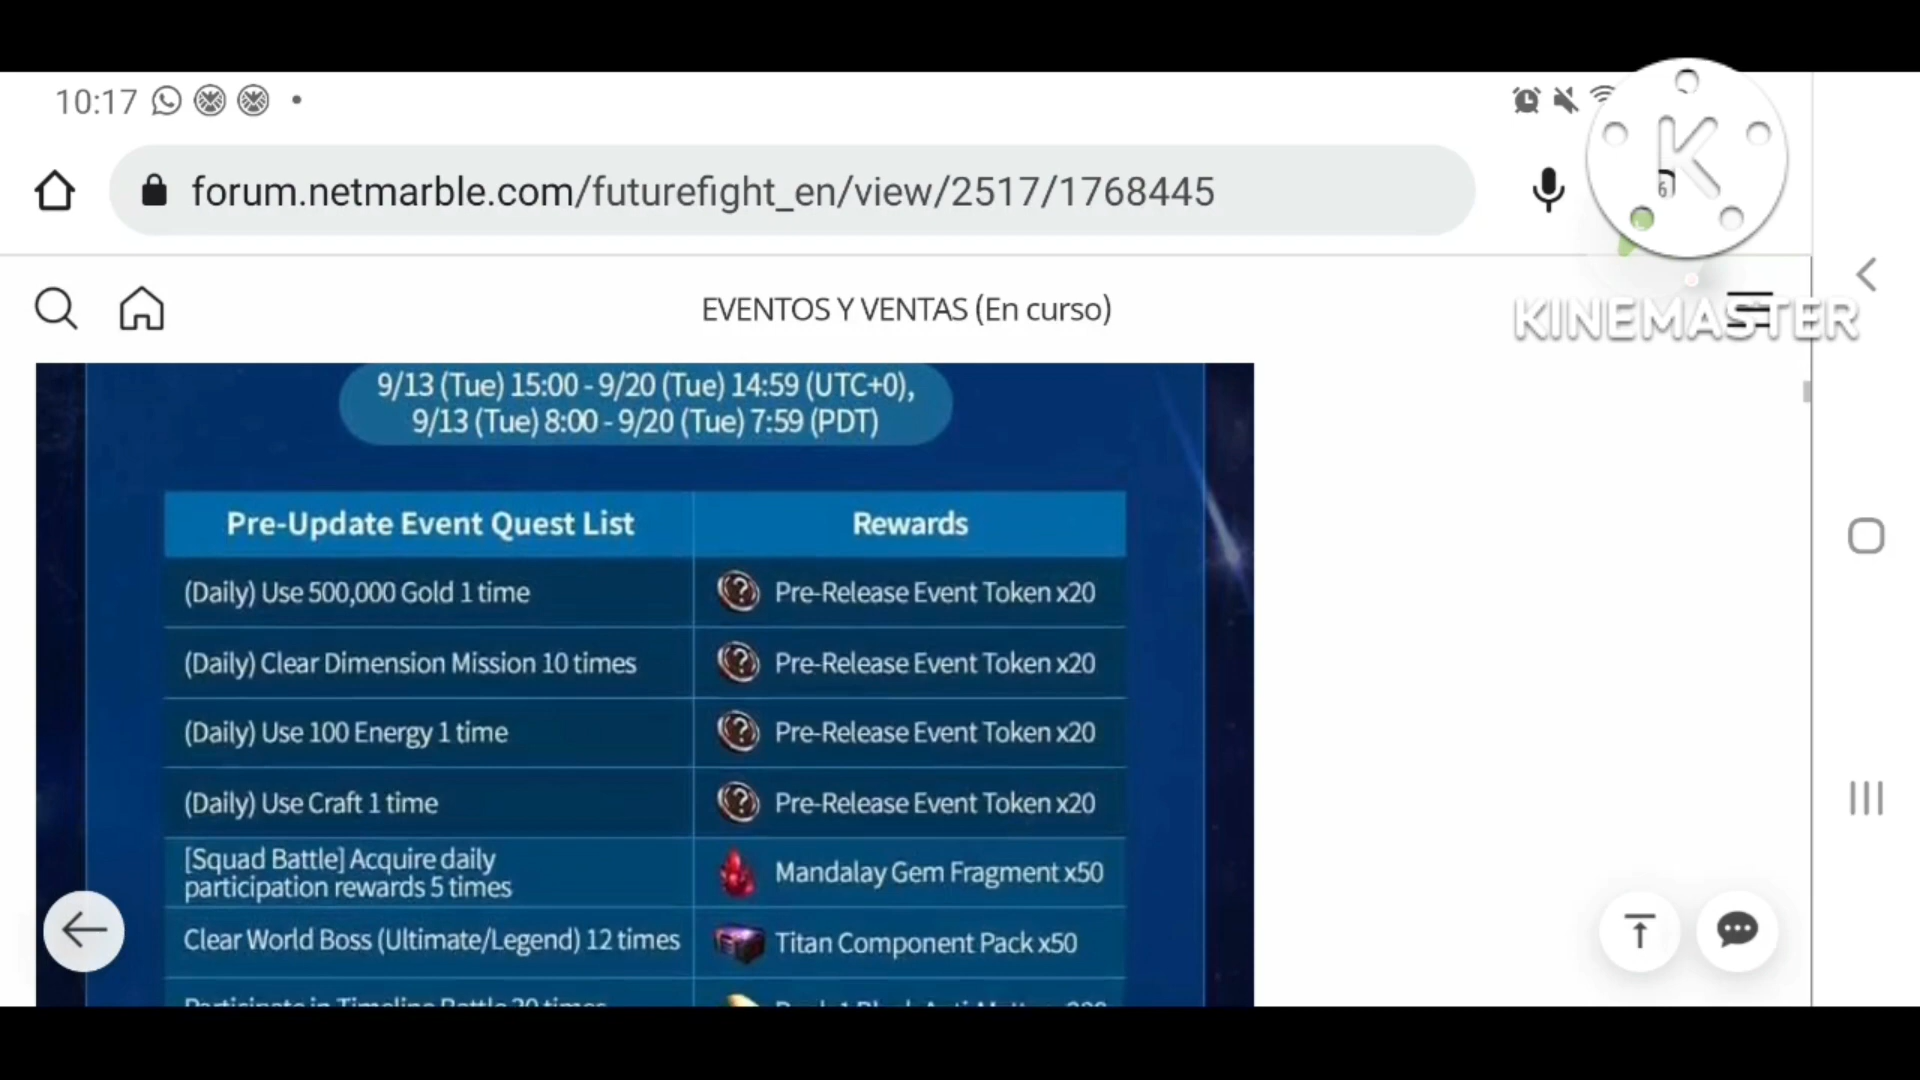 10:17
forum.netmarble.com/futurefight_en/view/2517/1768445
KINEMASTER
EVENTOS Y VENTAS (En curso)
9/13 (Tue) 15:00 - 9/20 (Tue) 14:59 (UTC+0),
9/13 (Tue) 8:00 - 9/20 (Tue) 7:59 (PDT)
Pre-Update Event Quest List Rewards
(Daily) Use 500,000 Gold 1 time Pre-Release Event Token x20
(Daily) Clear Dimension Mission 10 times Pre-Release Event Token x20
(Daily) Use 100 Energy 1 time Pre-Release Event Token x20
(Daily) Use Craft 1 time Pre-Release Event Token x20
[Squad Battle] Acquire daily
participation rewards 5 times Mandalay Gem Fragment x50
Clear World Boss (Ultimate/Legend) 12 times Titan Component Pack x50
Participate in Timeline Battle